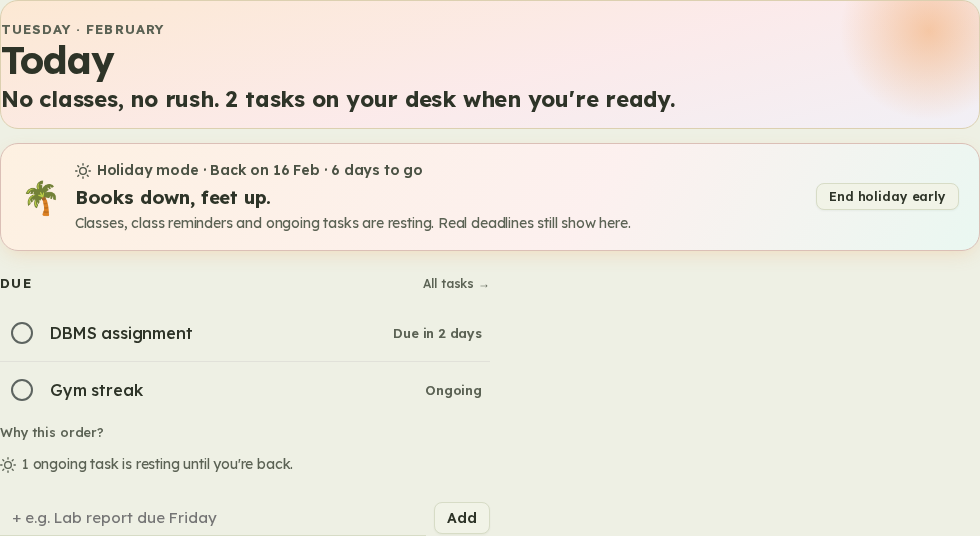 TUESDAY · FEBRUARY
Today
No classes, no rush. 2 tasks on your desk when you're ready.
Holiday mode · Back on 16 Feb · 6 days to go
Books down, feet up.
Classes, class reminders and ongoing tasks are resting. Real deadlines still show here.
End holiday early
DUE
All tasks →
DBMS assignment
Due in 2 days
Gym streak
Ongoing
Why this order?
1 ongoing task is resting until you're back.
+ e.g. Lab report due Friday
Add